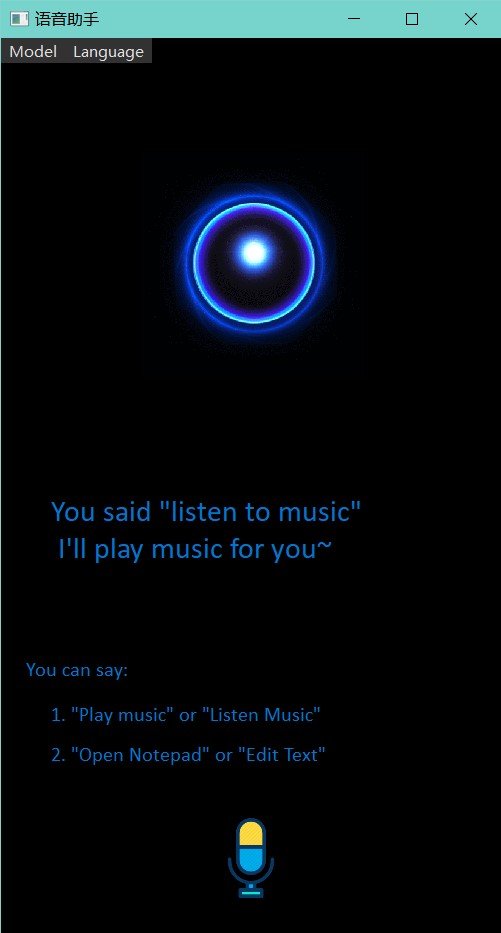 语音助手
Model Language
You said "listen to music"
I'll play music for you~
You can say:
1. "Play music" or "Listen Music"
2. "Open Notepad" or "Edit Text"